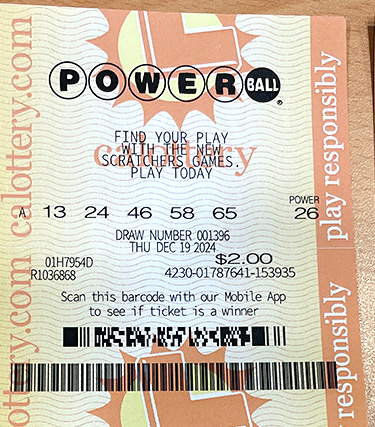 POWERBALL®
FIND YOUR PLAY
WITH THE NEW
SCRATCHERS GAMES.
PLAY TODAY
calottery
A 13 24 46 58 65 POWER 26
DRAW NUMBER 001396
THU DEC 19 2024
$2.00
01H7954D
R1036868 4230-01787641-153935
Scan this barcode with our Mobile App
to see if ticket is a winner
ottery.com calottery.com
play responsibly
responsibly